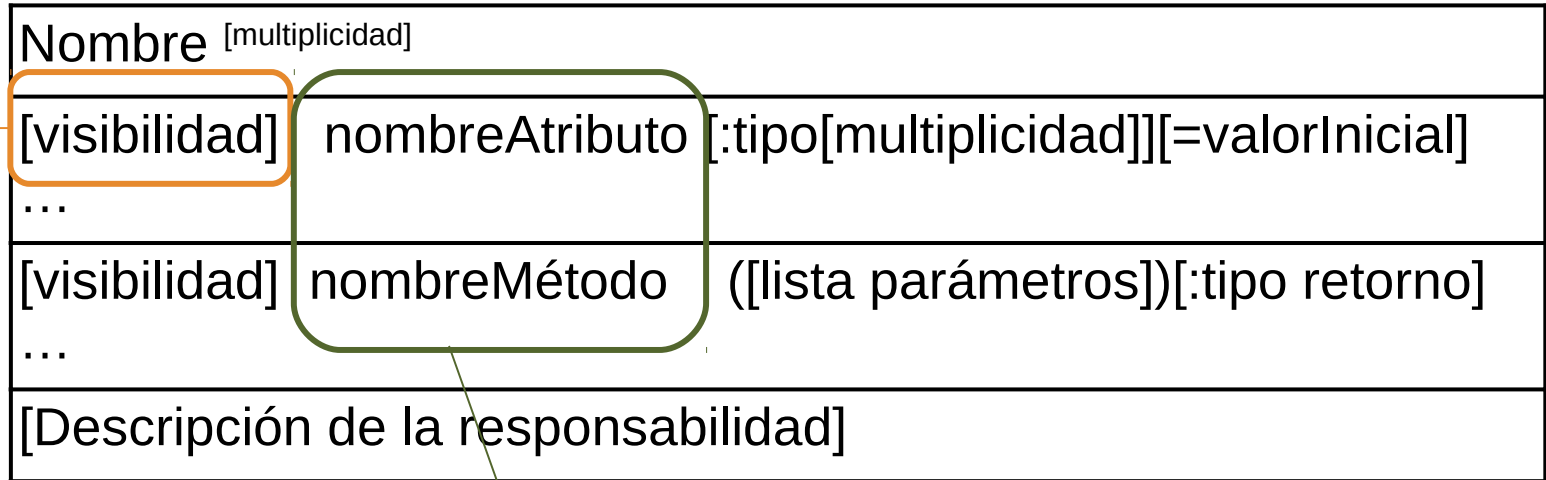 Nombre [multiplicidad]
[visibilidad] nombreAtributo [:tipo[multiplicidad]][=valorInicial]
…
[visibilidad] nombreMétodo ([lista parámetros])[:tipo retorno]
…
[Descripción de la responsabilidad]